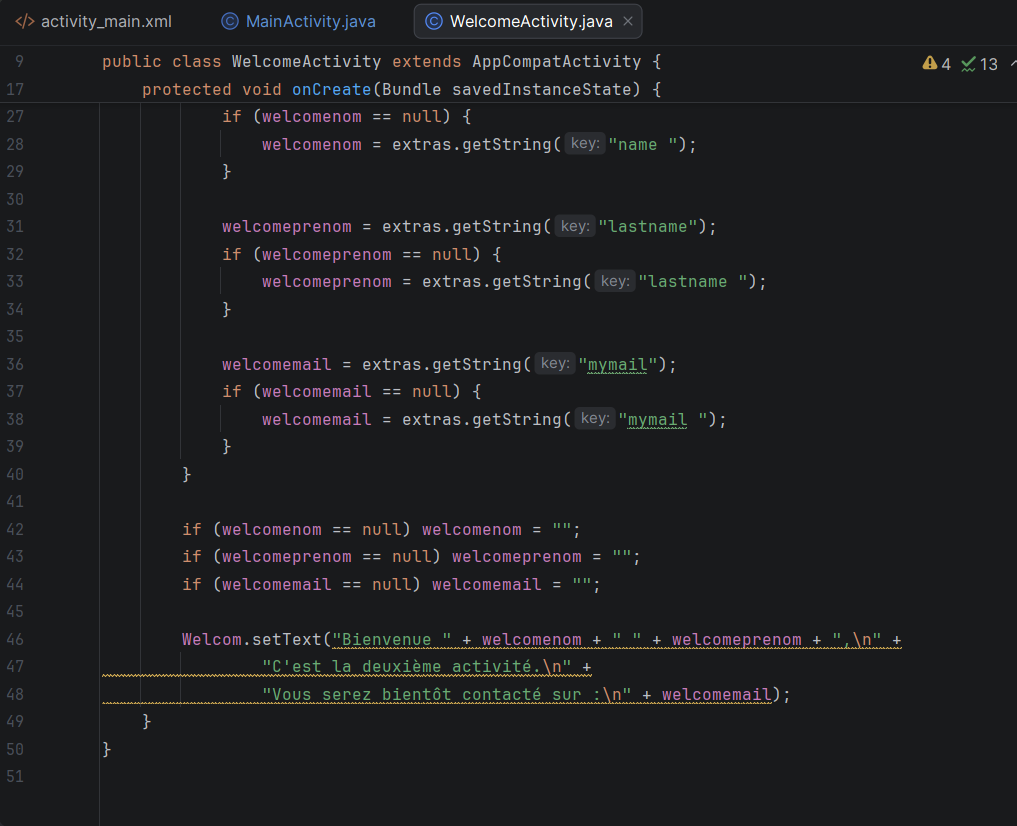 </> activity_main.xml © MainActivity.java © WelcomeActivity.java ×
9 public class WelcomeActivity extends AppCompatActivity { 4 13
17 protected void onCreate(Bundle savedInstanceState) {
27 if (welcomenom == null) {
28 welcomenom = extras.getString( key: "name ");
29 }
30
31 welcomeprenom = extras.getString( key: "lastname");
32 if (welcomeprenom == null) {
33 welcomeprenom = extras.getString( key: "lastname ");
34 }
35
36 welcomemail = extras.getString( key: "mymail");
37 if (welcomemail == null) {
38 welcomemail = extras.getString( key: "mymail ");
39 }
40 }
41
42 if (welcomenom == null) welcomenom = "";
43 if (welcomeprenom == null) welcomeprenom = "";
44 if (welcomemail == null) welcomemail = "";
45
46 Welcom.setText("Bienvenue " + welcomenom + " " + welcomeprenom + ",\n" +
47 "C'est la deuxième activité.\n" +
48 "Vous serez bientôt contacté sur :\n" + welcomemail);
49 }
50 }
51